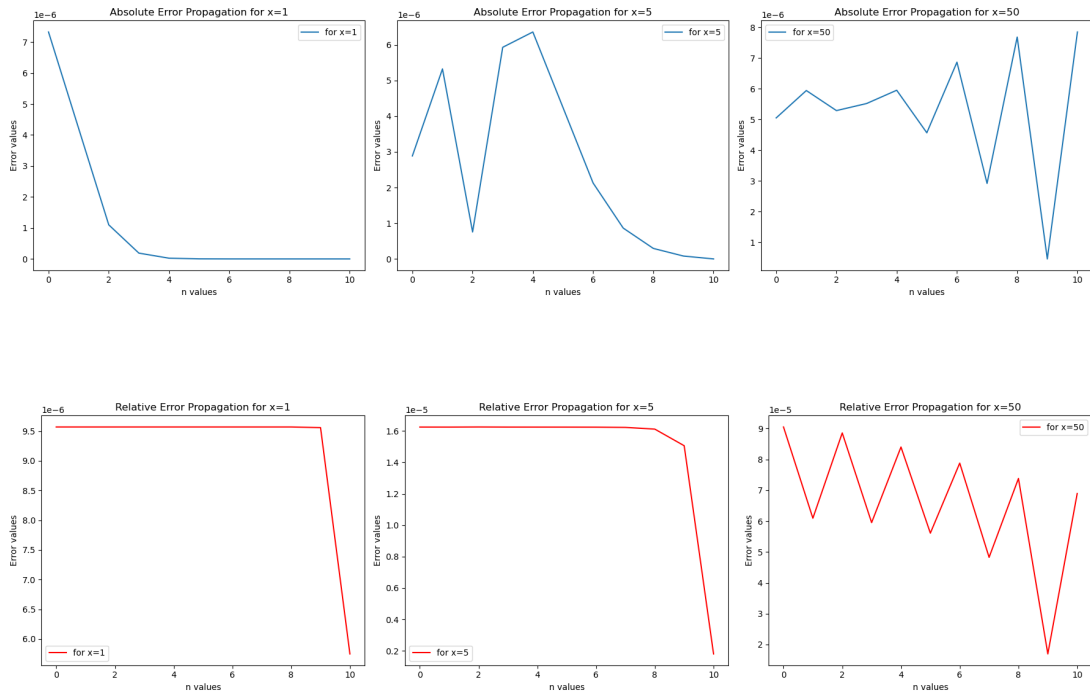 Absolute Error Propagation for x=1
1e-6
for x=1
Error values
7
6
5
4
3
2
1
0
0 2 4 6 8 10
n values
Absolute Error Propagation for x=5
1e-6
for x=5
Error values
6
5
4
3
2
1
0
0 2 4 6 8 10
n values
Absolute Error Propagation for x=50
1e-6
for x=50
Error values
8
7
6
5
4
3
2
1
0 2 4 6 8 10
n values
Relative Error Propagation for x=1
1e-6
Error values
9.5
9.0
8.5
8.0
7.5
7.0
6.5
6.0
for x=1
0 2 4 6 8 10
n values
Relative Error Propagation for x=5
1e-5
Error values
1.6
1.4
1.2
1.0
0.8
0.6
0.4
0.2
for x=5
0 2 4 6 8 10
n values
Relative Error Propagation for x=50
1e-5
for x=50
Error values
9
8
7
6
5
4
3
2
0 2 4 6 8 10
n values